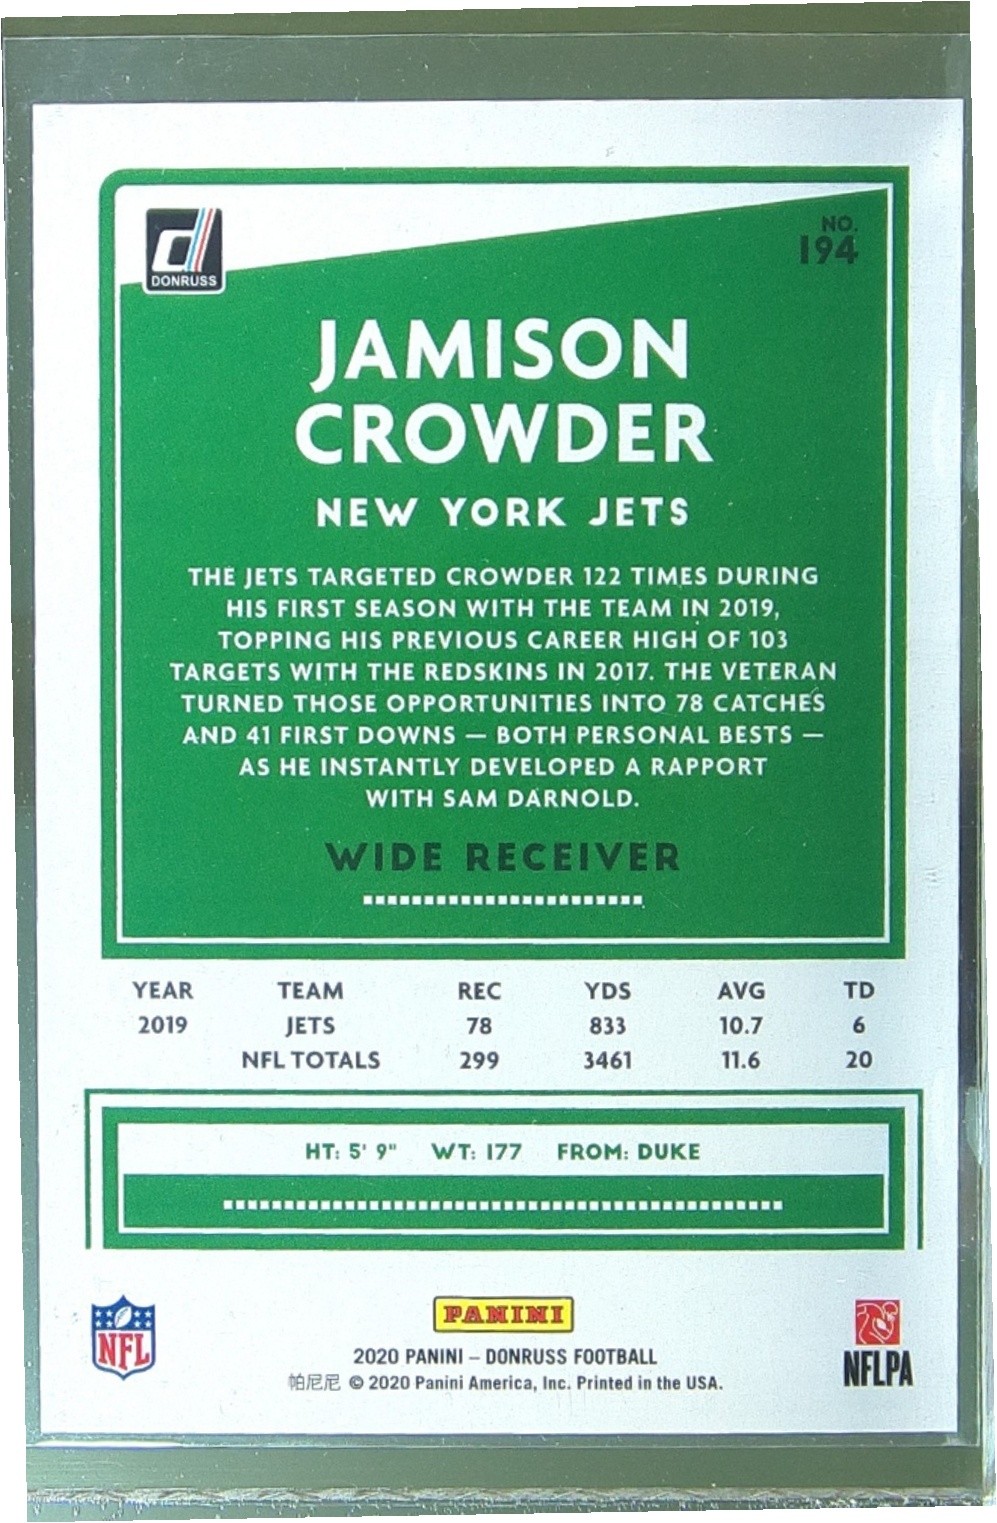 DONRUSS
NO.
194
JAMISON
CROWDER
NEW YORK JETS
THE JETS TARGETED CROWDER 122 TIMES DURING
HIS FIRST SEASON WITH THE TEAM IN 2019,
TOPPING HIS PREVIOUS CAREER HIGH OF 103
TARGETS WITH THE REDSKINS IN 2017. THE VETERAN
TURNED THOSE OPPORTUNITIES INTO 78 CATCHES
AND 41 FIRST DOWNS — BOTH PERSONAL BESTS —
AS HE INSTANTLY DEVELOPED A RAPPORT
WITH SAM DARNOLD.
WIDE RECEIVER
YEAR TEAM REC YDS AVG TD
2019 JETS 78 833 10.7 6
NFL TOTALS 299 3461 11.6 20
HT: 5' 9" WT: 177 FROM: DUKE
NFL
PANINI
NFLPA
2020 PANINI – DONRUSS FOOTBALL
帕尼尼 © 2020 Panini America, Inc. Printed in the USA.